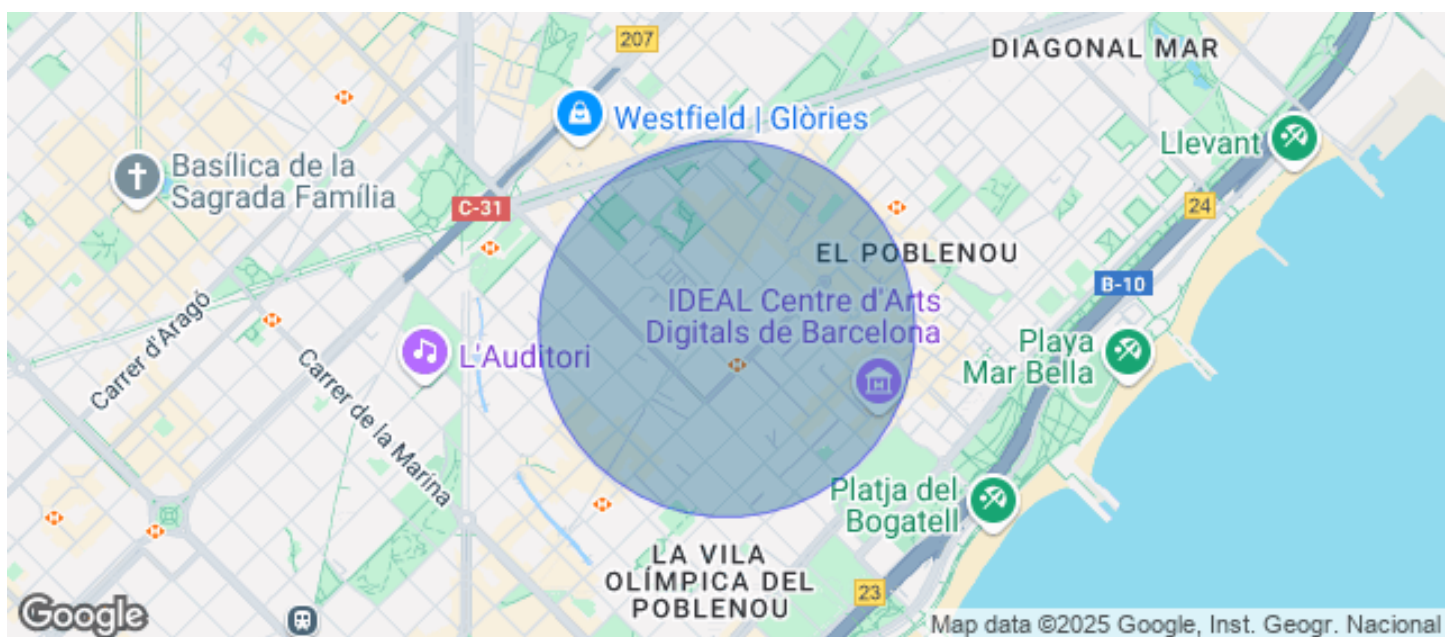 207
DIAGONAL MAR
Westfield | Glòries
Llevant
Basílica de la
Sagrada Família
C-31
24
EL POBLENOU
B-10
IDEAL Centre d'Arts
Digitals de Barcelona
Carrer d'Aragó
L'Auditori
Playa
Mar Bella
Carrer de la Marina
Platja del
Bogatell
LA VILA
OLÍMPICA DEL
POBLENOU
23
Google
Map data ©2025 Google, Inst. Geogr. Nacional